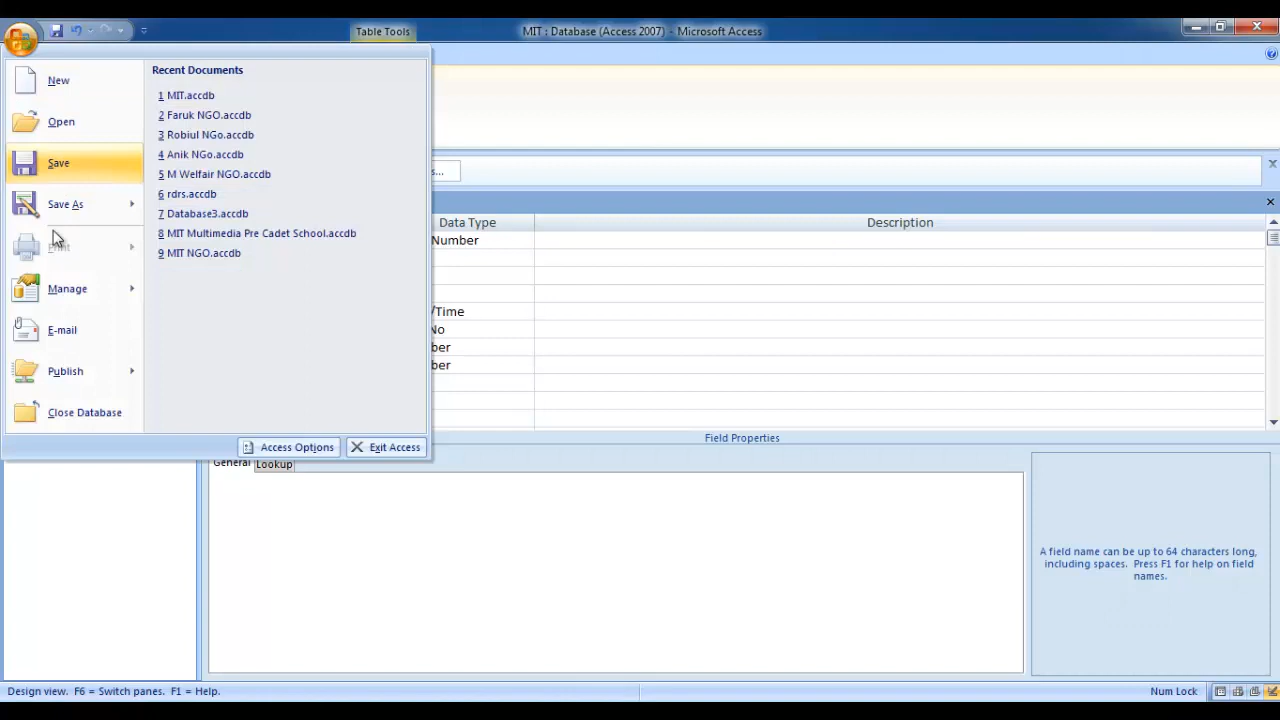 Table Tools
MIT : Database (Access 2007) - Microsoft Access
New
Open
Save
Save As
Print
Manage
E-mail
Publish
Close Database
Recent Documents
1 MIT.accdb
2 Faruk NGO.accdb
3 Robiul NGo.accdb
4 Anik NGo.accdb
5 M Welfair NGO.accdb
6 rdrs.accdb
7 Database3.accdb
8 MIT Multimedia Pre Cadet School.accdb
9 MIT NGO.accdb
Access Options
Exit Access
...
Data Type
Description
Number
/Time
No
ber
ber
Field Properties
General
Lookup
A field name can be up to 64 characters long,
including spaces. Press F1 for help on field
names.
Design view. F6 = Switch panes. F1 = Help.
Num Lock